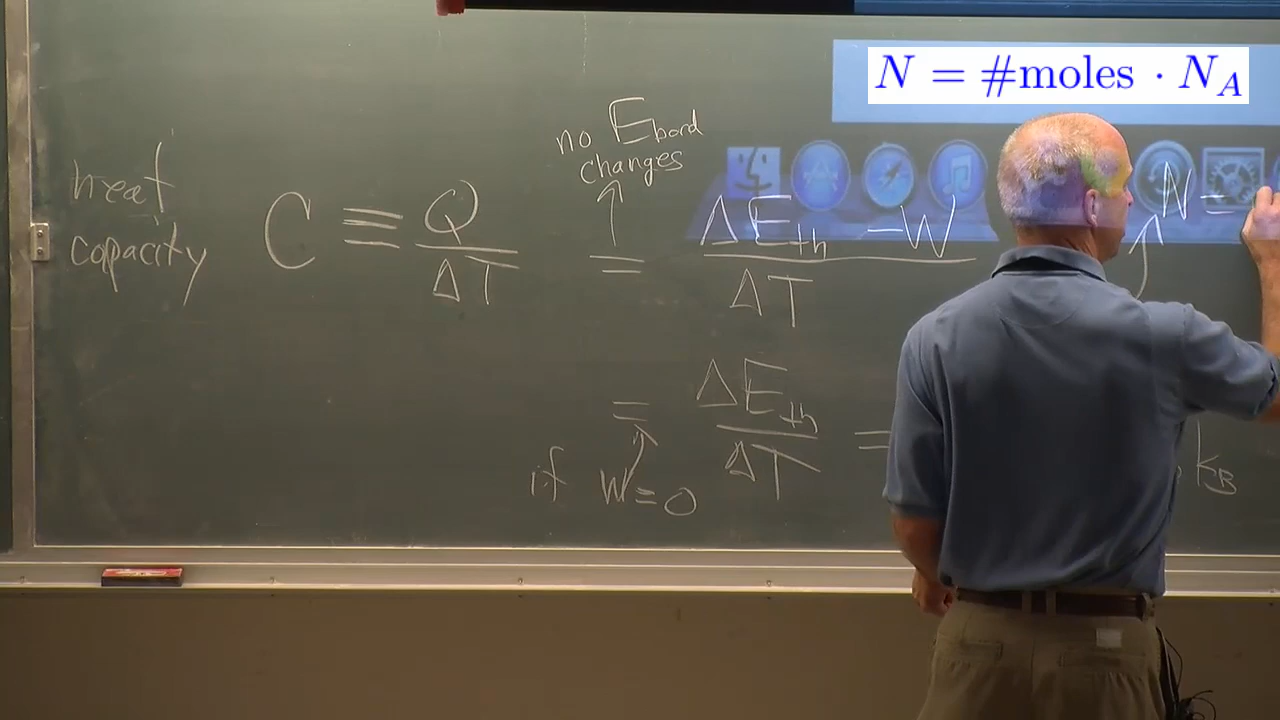 N = #moles · N_A
no E_bond
changes
heat
capacity
C ≡ Q/ΔT = (ΔE_th − W)/ΔT
N =
= ΔE_th/ΔT =
k_B
if W = 0